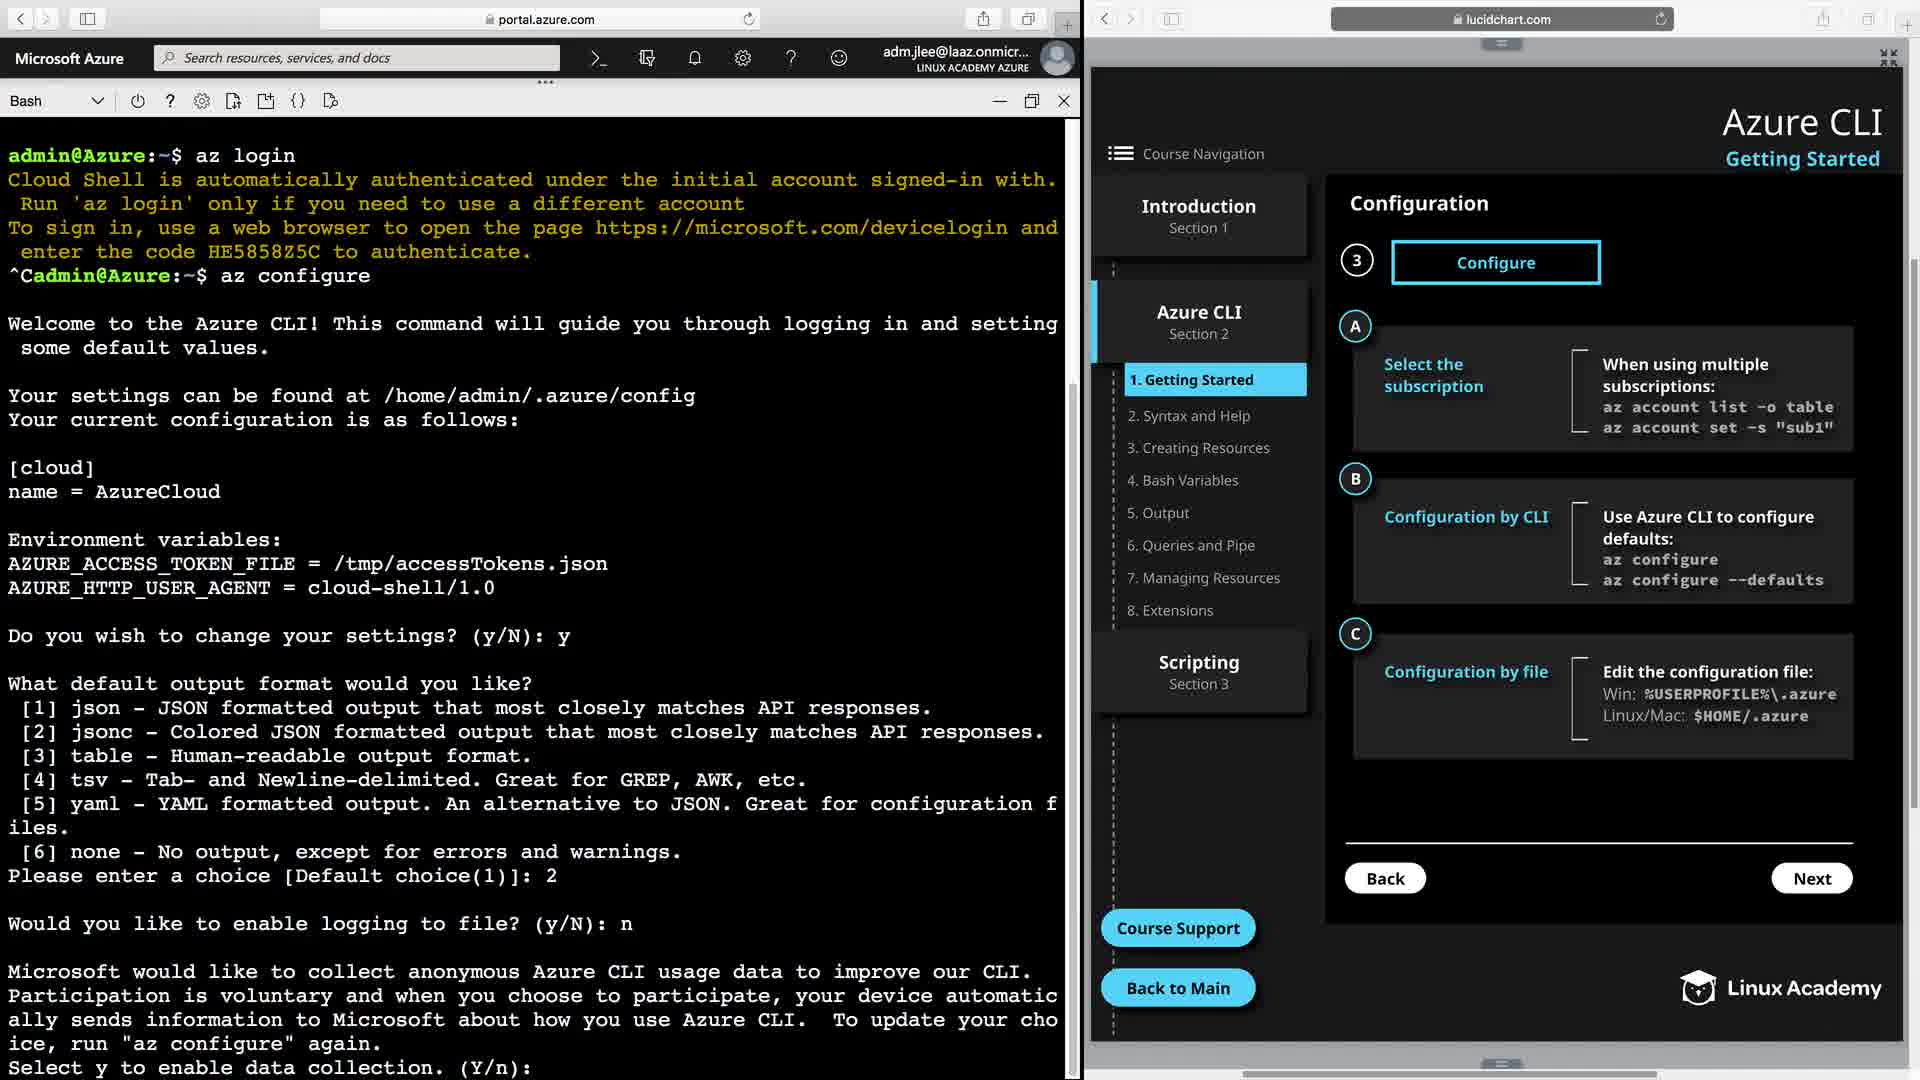 portal.azure.com
Microsoft Azure
Search resources, services, and docs
adm.jlee@laaz.onmicr...
LINUX ACADEMY AZURE
Bash
admin@Azure:~$ az login
Cloud Shell is automatically authenticated under the initial account signed-in with.
Run 'az login' only if you need to use a different account
To sign in, use a web browser to open the page https://microsoft.com/devicelogin and
enter the code HE5858Z5C to authenticate.
^Cadmin@Azure:~$ az configure
Welcome to the Azure CLI! This command will guide you through logging in and setting
some default values.
Your settings can be found at /home/admin/.azure/config
Your current configuration is as follows:
[cloud]
name = AzureCloud
Environment variables:
AZURE_ACCESS_TOKEN_FILE = /tmp/accessTokens.json
AZURE_HTTP_USER_AGENT = cloud-shell/1.0
Do you wish to change your settings? (y/N): y
What default output format would you like?
[1] json - JSON formatted output that most closely matches API responses.
[2] jsonc - Colored JSON formatted output that most closely matches API responses.
[3] table - Human-readable output format.
[4] tsv - Tab- and Newline-delimited. Great for GREP, AWK, etc.
[5] yaml - YAML formatted output. An alternative to JSON. Great for configuration f
iles.
[6] none - No output, except for errors and warnings.
Please enter a choice [Default choice(1)]: 2
Would you like to enable logging to file? (y/N): n
Microsoft would like to collect anonymous Azure CLI usage data to improve our CLI.
Participation is voluntary and when you choose to participate, your device automatic
ally sends information to Microsoft about how you use Azure CLI.  To update your cho
ice, run "az configure" again.
Select y to enable data collection. (Y/n):
lucidchart.com
Azure CLI
Getting Started
Course Navigation
Introduction
Section 1
Azure CLI
Section 2
1. Getting Started
2. Syntax and Help
3. Creating Resources
4. Bash Variables
5. Output
6. Queries and Pipe
7. Managing Resources
8. Extensions
Scripting
Section 3
Course Support
Back to Main
Configuration
3
Configure
A
Select the
subscription
When using multiple
subscriptions:
az account list -o table
az account set -s "sub1"
B
Configuration by CLI
Use Azure CLI to configure
defaults:
az configure
az configure --defaults
C
Configuration by file
Edit the configuration file:
Win: %USERPROFILE%\.azure
Linux/Mac: $HOME/.azure
Back
Next
Linux Academy